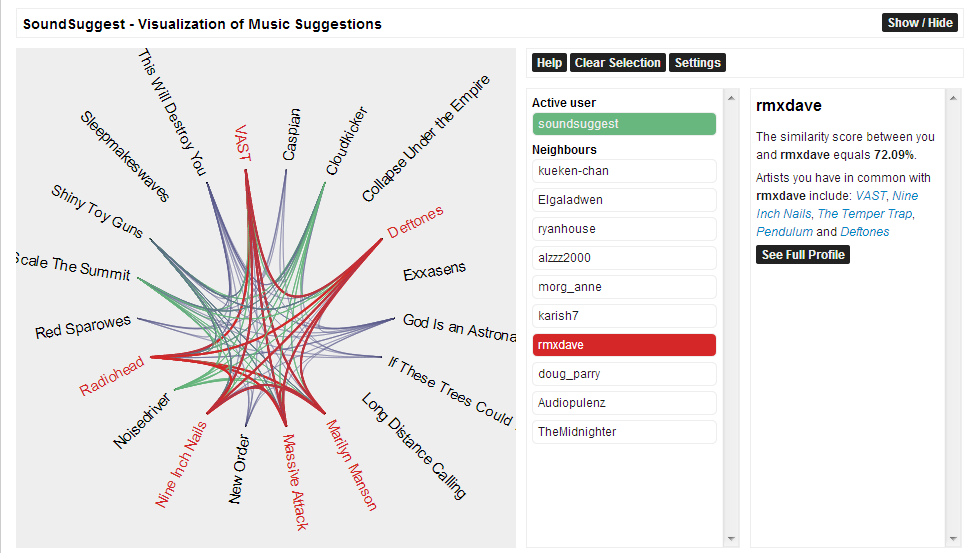 SoundSuggest - Visualization of Music Suggestions
Show / Hide
This Will Destroy You
VAST
Caspian
Cloudkicker
Collapse Under the Empire
Deftones
Exxasens
God Is an Astrona
If These Trees Could
Long Distance Calling
Marilyn Manson
Massive Attack
New Order
Nine Inch Nails
Noisedriver
Radiohead
Red Sparowes
Scale The Summit
Shiny Toy Guns
Sleepmakeswaves
Help
Clear Selection
Settings
Active user
soundsuggest
Neighbours
kueken-chan
Elgaladwen
ryanhouse
alzzz2000
morg_anne
karish7
rmxdave
doug_parry
Audiopulenz
TheMidnighter
rmxdave
The similarity score between you
and rmxdave equals 72.09%.
Artists you have in common with
rmxdave include: VAST, Nine
Inch Nails, The Temper Trap,
Pendulum and Deftones
See Full Profile